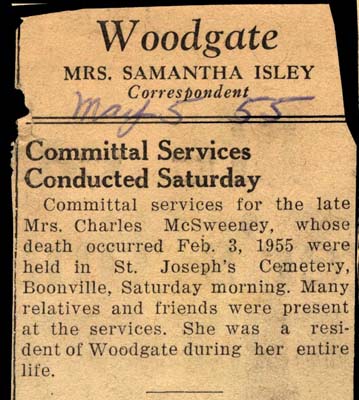 Woodgate
MRS. SAMANTHA ISLEY
Correspondent
May 5 55
Committal Services
Conducted Saturday
Committal services for the late
Mrs. Charles McSweeney, whose
death occurred Feb. 3, 1955 were
held in St. Joseph's Cemetery,
Boonville, Saturday morning. Many
relatives and friends were present
at the services. She was a resi-
dent of Woodgate during her entire
life.